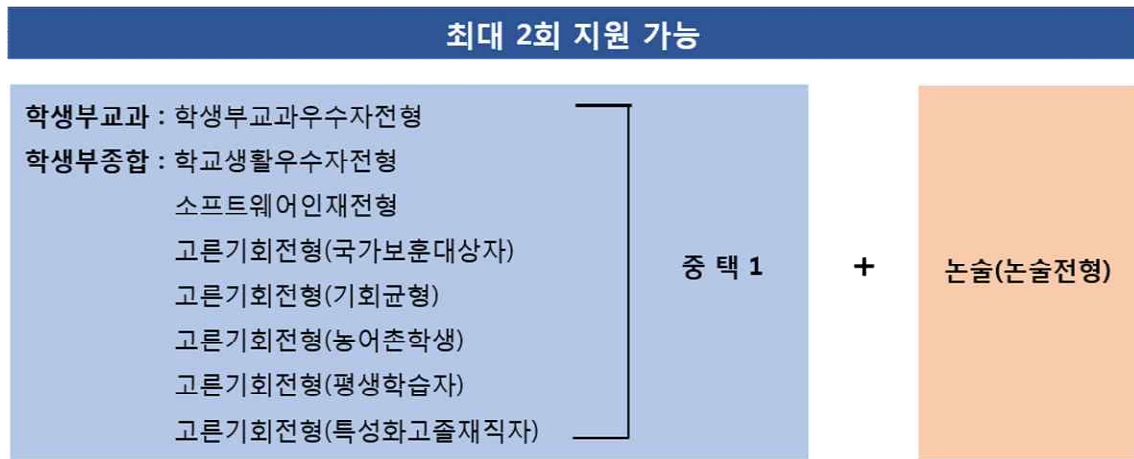 최대 2회 지원 가능
학생부교과 : 학생부교과우수자전형
학생부종합 : 학교생활우수자전형
소프트웨어인재전형
고른기회전형(국가보훈대상자)
고른기회전형(기회균형)
고른기회전형(농어촌학생)
고른기회전형(평생학습자)
고른기회전형(특성화고졸재직자)
중 택 1
+
논술(논술전형)